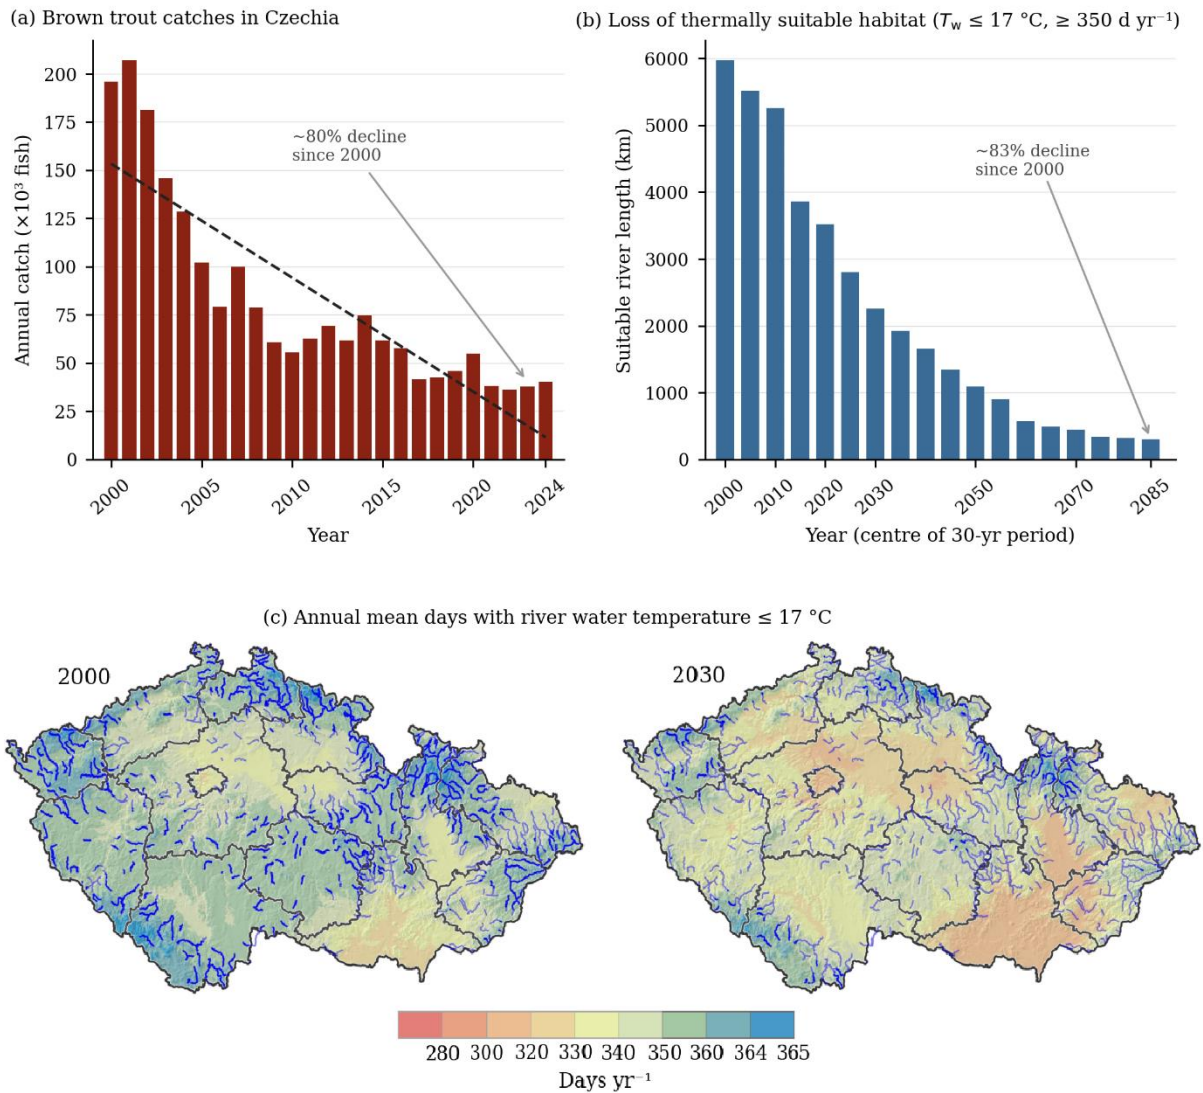 (a) Brown trout catches in Czechia
Annual catch (×10³ fish)
200
175
150
125
100
75
50
25
0
~80% decline
since 2000
2000
2005
2010
2015
2020
2024
Year
(b) Loss of thermally suitable habitat (Tw ≤ 17 °C, ≥ 350 d yr⁻¹)
Suitable river length (km)
6000
5000
4000
3000
2000
1000
0
~83% decline
since 2000
2000
2010
2020
2030
2050
2070
2085
Year (centre of 30-yr period)
(c) Annual mean days with river water temperature ≤ 17 °C
2000
2030
280 300 320 330 340 350 360 364 365
Days yr⁻¹